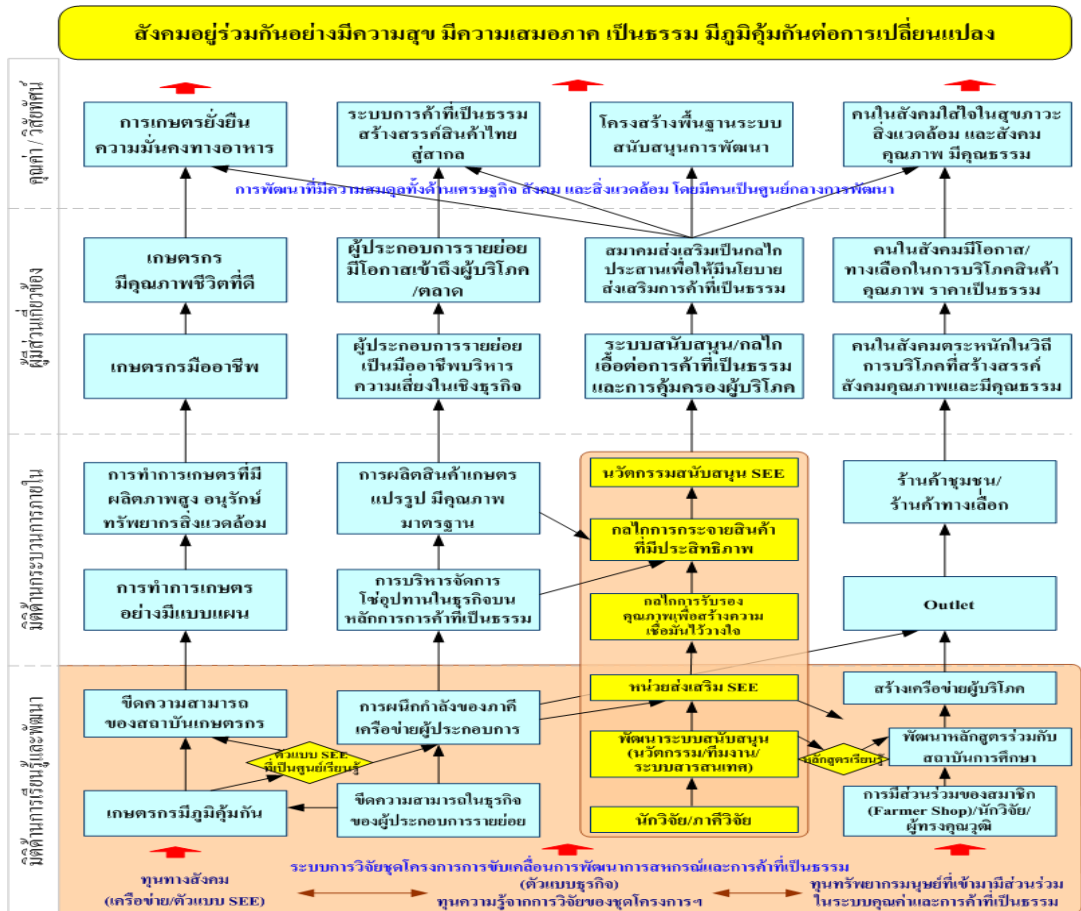 สังคมอยู่ร่วมกันอย่างมีความสุข มีความเสมอภาค เป็นธรรม มีภูมิคุ้มกันต่อการเปลี่ยนแปลง
คุณค่า / วิสัยทัศน์
การเกษตรยั่งยืน
ความมั่นคงทางอาหาร
ระบบการค้าที่เป็นธรรม
สร้างสรรค์สินค้าไทย
สู่สากล
โครงสร้างพื้นฐานระบบ
สนับสนุนการพัฒนา
คนในสังคมใส่ใจในสุขภาวะ
สิ่งแวดล้อม และสังคม
คุณภาพ มีคุณธรรม
การพัฒนาที่มีความสมดุลทั้งด้านเศรษฐกิจ สังคม และสิ่งแวดล้อม โดยมีคนเป็นศูนย์กลางการพัฒนา
ผู้มีส่วนเกี่ยวข้อง
เกษตรกร
มีคุณภาพชีวิตที่ดี
ผู้ประกอบการรายย่อย
มีโอกาสเข้าถึงผู้บริโภค
/ตลาด
สมาคมส่งเสริมเป็นกลไก
ประสานเพื่อให้มีนโยบาย
ส่งเสริมการค้าที่เป็นธรรม
คนในสังคมมีโอกาส/
ทางเลือกในการบริโภคสินค้า
คุณภาพ ราคาเป็นธรรม
เกษตรกรมืออาชีพ
ผู้ประกอบการรายย่อย
เป็นมืออาชีพบริหาร
ความเสี่ยงในเชิงธุรกิจ
ระบบสนับสนุน/กลไก
เอื้อต่อการค้าที่เป็นธรรม
และการคุ้มครองผู้บริโภค
คนในสังคมตระหนักในวิถี
การบริโภคที่สร้างสรรค์
สังคมคุณภาพและมีคุณธรรม
มิติด้านกระบวนการภายใน
การทำการเกษตรที่มี
ผลิตภาพสูง อนุรักษ์
ทรัพยากรสิ่งแวดล้อม
การผลิตสินค้าเกษตร
แปรรูป มีคุณภาพ
มาตรฐาน
นวัตกรรมสนับสนุน SEE
กลไกการกระจายสินค้า
ที่มีประสิทธิภาพ
ร้านค้าชุมชน/
ร้านค้าทางเลือก
การทำการเกษตร
อย่างมีแบบแผน
การบริหารจัดการ
โซ่อุปทานในธุรกิจบน
หลักการการค้าที่เป็นธรรม
กลไกการรับรอง
คุณภาพเพื่อสร้างความ
เชื่อมั่นไว้วางใจ
Outlet
มิติด้านการเรียนรู้และพัฒนา
ขีดความสามารถ
ของสถาบันเกษตรกร
การผนึกกำลังของภาคี
เครือข่ายผู้ประกอบการ
หน่วยส่งเสริม SEE
สร้างเครือข่ายผู้บริโภค
ตัวแบบ SEE
ที่เป็นศูนย์เรียนรู้
พัฒนาระบบสนับสนุน
(นวัตกรรม/ทีมงาน/
ระบบสารสนเทศ)
หลักสูตรเรียนรู้
พัฒนาหลักสูตรร่วมกับ
สถาบันการศึกษา
เกษตรกรมีภูมิคุ้มกัน
ขีดความสามารถในธุรกิจ
ของผู้ประกอบการรายย่อย
นักวิจัย/ภาคีวิจัย
การมีส่วนร่วมของสมาชิก
(Farmer Shop)/นักวิจัย/
ผู้ทรงคุณวุฒิ
ระบบการวิจัยชุดโครงการการขับเคลื่อนการพัฒนาการสหกรณ์และการค้าที่เป็นธรรม
ทุนทางสังคม
(เครือข่าย/ตัวแบบ SEE)
(ตัวแบบธุรกิจ)
ทุนความรู้จากการวิจัยของชุดโครงการฯ
ทุนทรัพยากรมนุษย์ที่เข้ามามีส่วนร่วม
ในระบบคุณค่าและการค้าที่เป็นธรรม